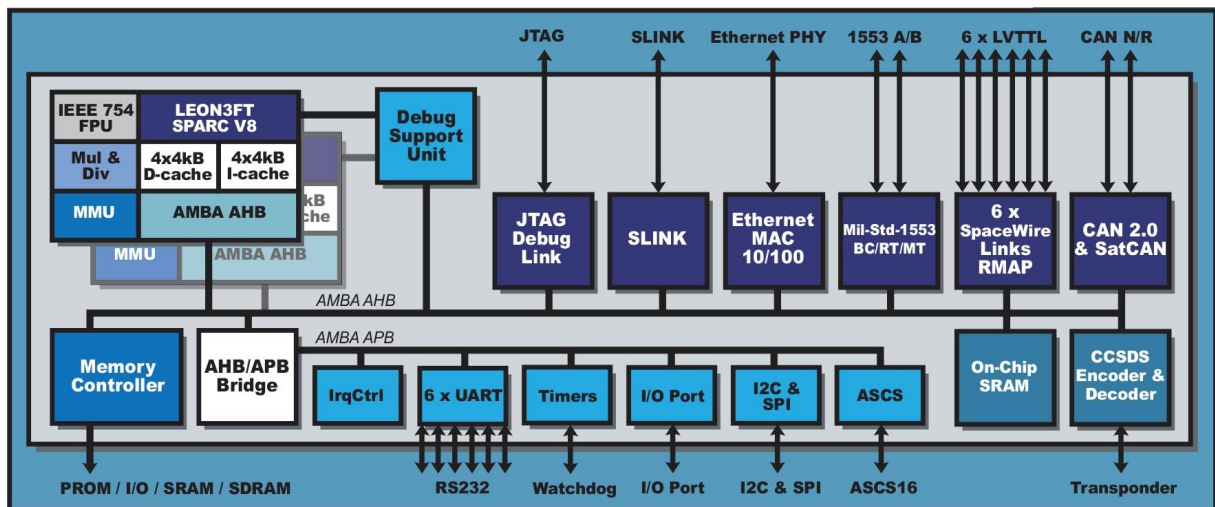 JTAG
SLINK
Ethernet PHY
1553 A/B
6 x LVTTL
CAN N/R
IEEE 754
FPU
LEON3FT
SPARC V8
Mul &
Div
4x4kB
D-cache
4x4kB
I-cache
MMU
AMBA AHB
kB
che
MMU
AMBA AHB
Debug
Support
Unit
JTAG
Debug
Link
SLINK
Ethernet
MAC
10/100
Mil-Std-1553
BC/RT/MT
6 x
SpaceWire
Links
RMAP
CAN 2.0
& SatCAN
AMBA AHB
AMBA APB
Memory
Controller
AHB/APB
Bridge
IrqCtrl
6 x UART
Timers
I/O Port
I2C &
SPI
ASCS
On-Chip
SRAM
CCSDS
Encoder &
Decoder
PROM / I/O / SRAM / SDRAM
RS232
Watchdog
I/O Port
I2C & SPI
ASCS16
Transponder